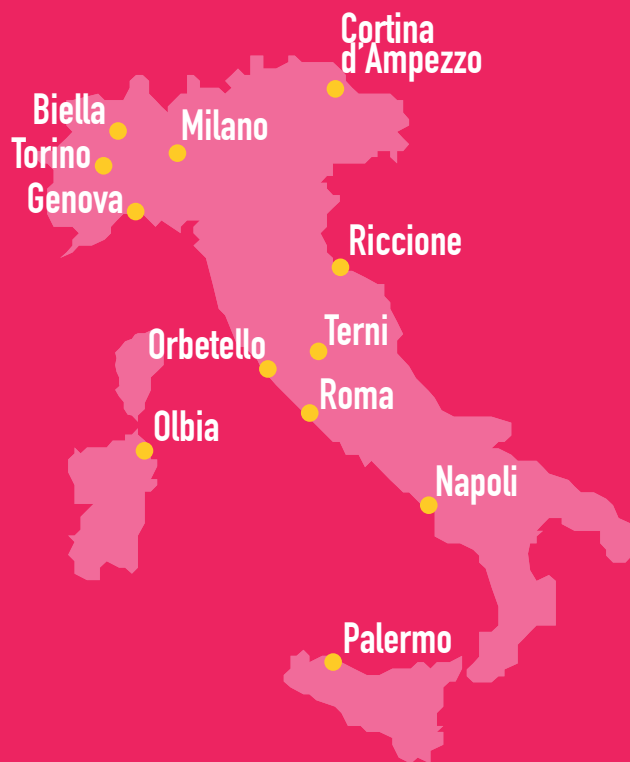 Cortina
d'Ampezzo
Biella
Milano
Torino
Genova
Riccione
Terni
Orbetello
Roma
Olbia
Napoli
Palermo